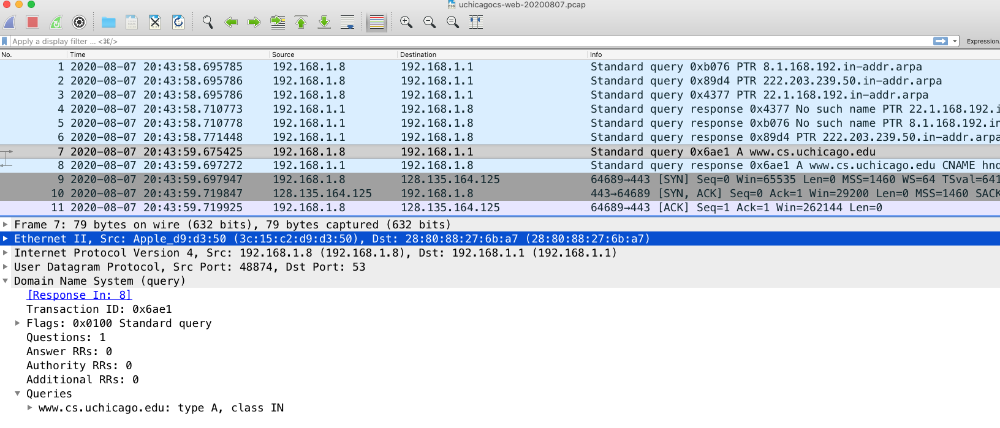 uchicagocs-web-20200807.pcap
Apply a display filter ... <⌘/>
Expression
No. Time Source Destination Info
1 2020-08-07 20:43:58.695785 192.168.1.8 192.168.1.1 Standard query 0xb076 PTR 8.1.168.192.in-addr.arpa
2 2020-08-07 20:43:58.695786 192.168.1.8 192.168.1.1 Standard query 0x89d4 PTR 222.203.239.50.in-addr.arpa
3 2020-08-07 20:43:58.695786 192.168.1.8 192.168.1.1 Standard query 0x4377 PTR 22.1.168.192.in-addr.arpa
4 2020-08-07 20:43:58.710773 192.168.1.1 192.168.1.8 Standard query response 0x4377 No such name PTR 22.1.168.192.i
5 2020-08-07 20:43:58.710778 192.168.1.1 192.168.1.8 Standard query response 0xb076 No such name PTR 8.1.168.192.in
6 2020-08-07 20:43:58.771448 192.168.1.1 192.168.1.8 Standard query response 0x89d4 PTR 222.203.239.50.in-addr.arpa
7 2020-08-07 20:43:59.675425 192.168.1.8 192.168.1.1 Standard query 0x6ae1 A www.cs.uchicago.edu
8 2020-08-07 20:43:59.697272 192.168.1.1 192.168.1.8 Standard query response 0x6ae1 A www.cs.uchicago.edu CNAME hnd
9 2020-08-07 20:43:59.697947 192.168.1.8 128.135.164.125 64689→443 [SYN] Seq=0 Win=65535 Len=0 MSS=1460 WS=64 TSval=641
10 2020-08-07 20:43:59.719847 128.135.164.125 192.168.1.8 443→64689 [SYN, ACK] Seq=0 Ack=1 Win=29200 Len=0 MSS=1460 SACK
11 2020-08-07 20:43:59.719925 192.168.1.8 128.135.164.125 64689→443 [ACK] Seq=1 Ack=1 Win=262144 Len=0
Frame 7: 79 bytes on wire (632 bits), 79 bytes captured (632 bits)
Ethernet II, Src: Apple_d9:d3:50 (3c:15:c2:d9:d3:50), Dst: 28:80:88:27:6b:a7 (28:80:88:27:6b:a7)
Internet Protocol Version 4, Src: 192.168.1.8 (192.168.1.8), Dst: 192.168.1.1 (192.168.1.1)
User Datagram Protocol, Src Port: 48874, Dst Port: 53
Domain Name System (query)
[Response In: 8]
Transaction ID: 0x6ae1
Flags: 0x0100 Standard query
Questions: 1
Answer RRs: 0
Authority RRs: 0
Additional RRs: 0
Queries
www.cs.uchicago.edu: type A, class IN